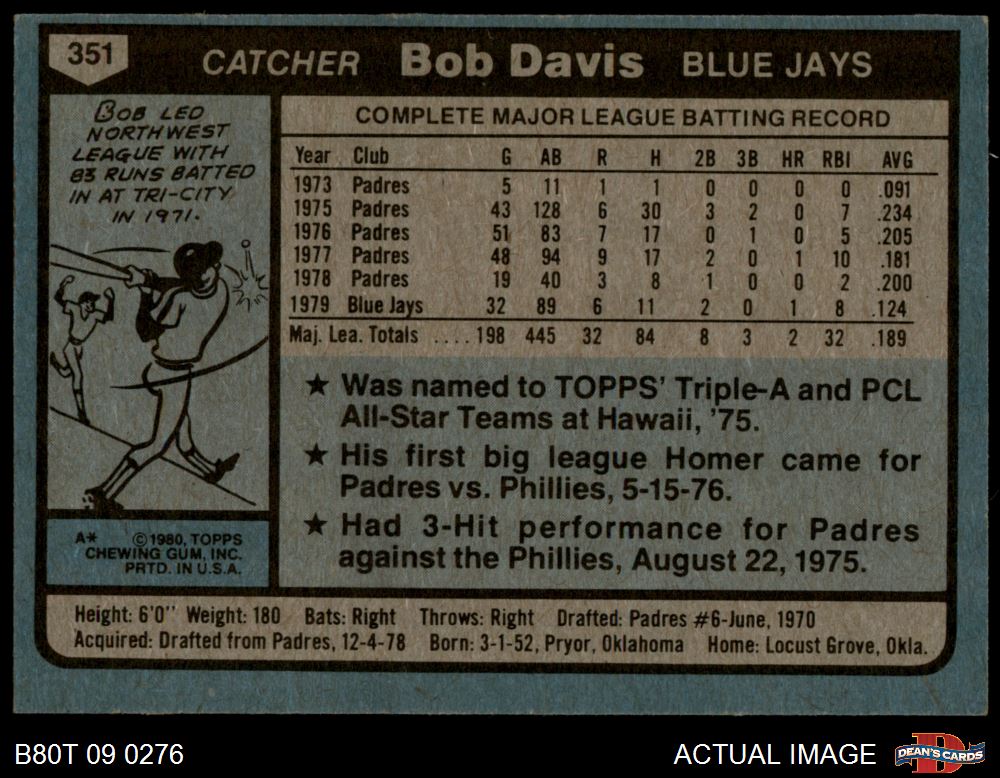 351 CATCHER Bob Davis BLUE JAYS
BOB LED
NORTHWEST
LEAGUE WITH
83 RUNS BATTED
IN AT TRI-CITY
IN 1971.
COMPLETE MAJOR LEAGUE BATTING RECORD
Year Club G AB R H 2B 3B HR RBI AVG
1973 Padres 5 11 1 1 0 0 0 0 .091
1975 Padres 43 128 6 30 3 2 0 7 .234
1976 Padres 51 83 7 17 0 1 0 5 .205
1977 Padres 48 94 9 17 2 0 1 10 .181
1978 Padres 19 40 3 8 1 0 0 2 .200
1979 Blue Jays 32 89 6 11 2 0 1 8 .124
Maj. Lea. Totals .... 198 445 32 84 8 3 2 32 .189
★ Was named to TOPPS' Triple-A and PCL
All-Star Teams at Hawaii, '75.
★ His first big league Homer came for
Padres vs. Phillies, 5-15-76.
★ Had 3-Hit performance for Padres
against the Phillies, August 22, 1975.
A* ©1980, TOPPS
CHEWING GUM, INC.
PRTD. IN U.S.A.
Height: 6'0" Weight: 180 Bats: Right Throws: Right Drafted: Padres #6-June, 1970
Acquired: Drafted from Padres, 12-4-78 Born: 3-1-52, Pryor, Oklahoma Home: Locust Grove, Okla.
B80T 09 0276 ACTUAL IMAGE DEAN'S CARDS